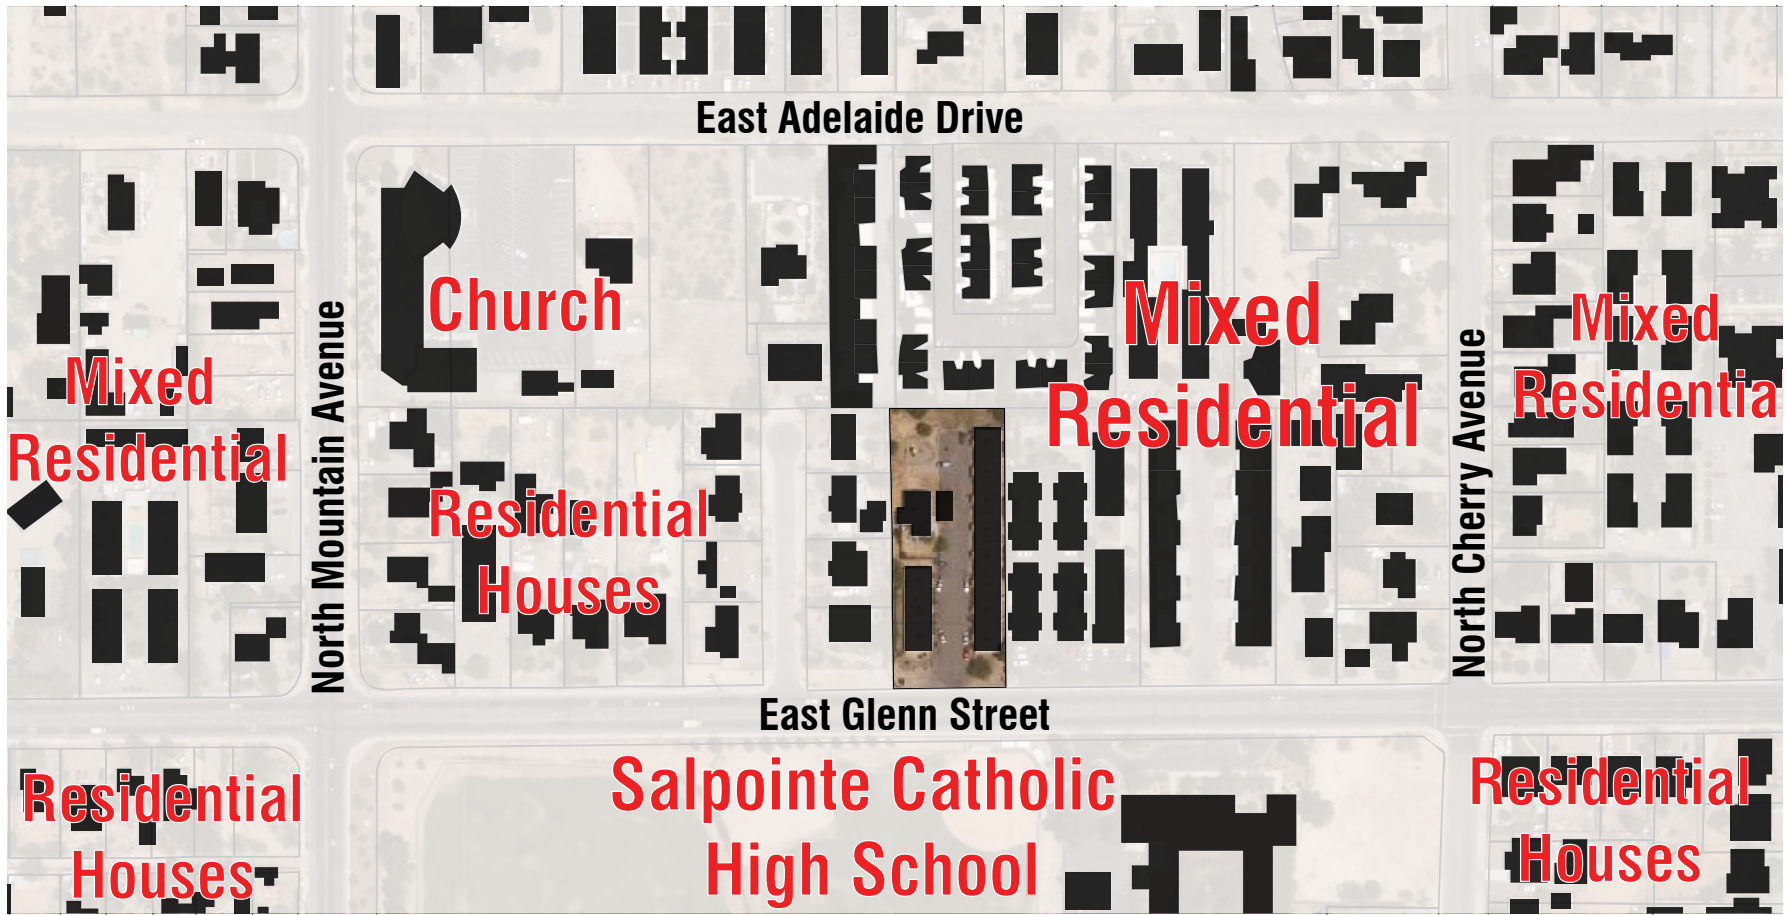 East Adelaide Drive
Church
Mixed
Residential
Mixed
Residential
Mixed
Residential
North Mountain Avenue
North Cherry Avenue
Residential
Houses
East Glenn Street
Salpointe Catholic
High School
Residential
Houses
Residential
Houses